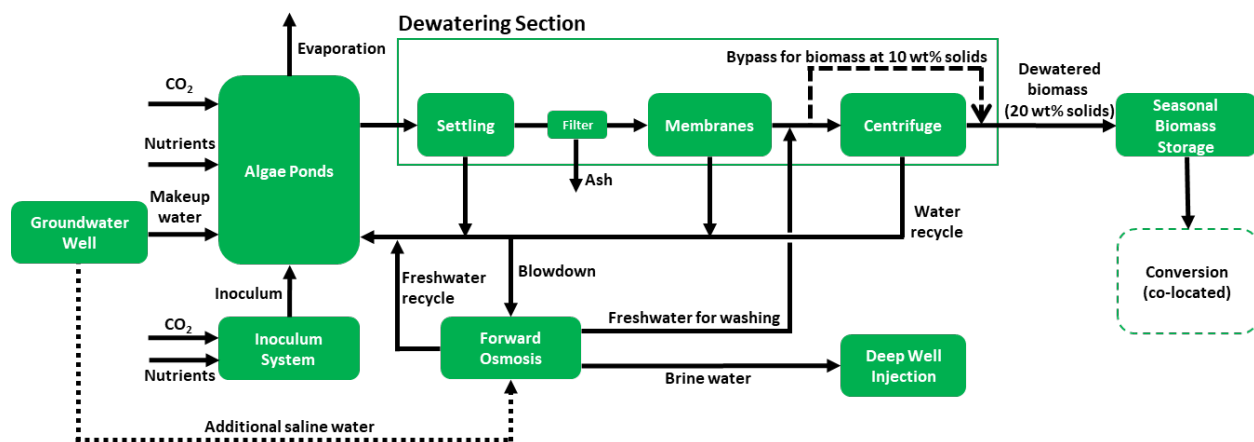 Dewatering Section
Evaporation
Bypass for biomass at 10 wt% solids
CO2
Dewatered
biomass
(20 wt% solids)
Settling
Filter
Membranes
Centrifuge
Seasonal
Biomass
Storage
Nutrients
Algae Ponds
Ash
Makeup
water
Groundwater
Well
Water
recycle
Blowdown
Freshwater
recycle
Inoculum
Conversion
(co-located)
CO2
Inoculum
System
Nutrients
Freshwater for washing
Forward
Osmosis
Brine water
Deep Well
Injection
Additional saline water